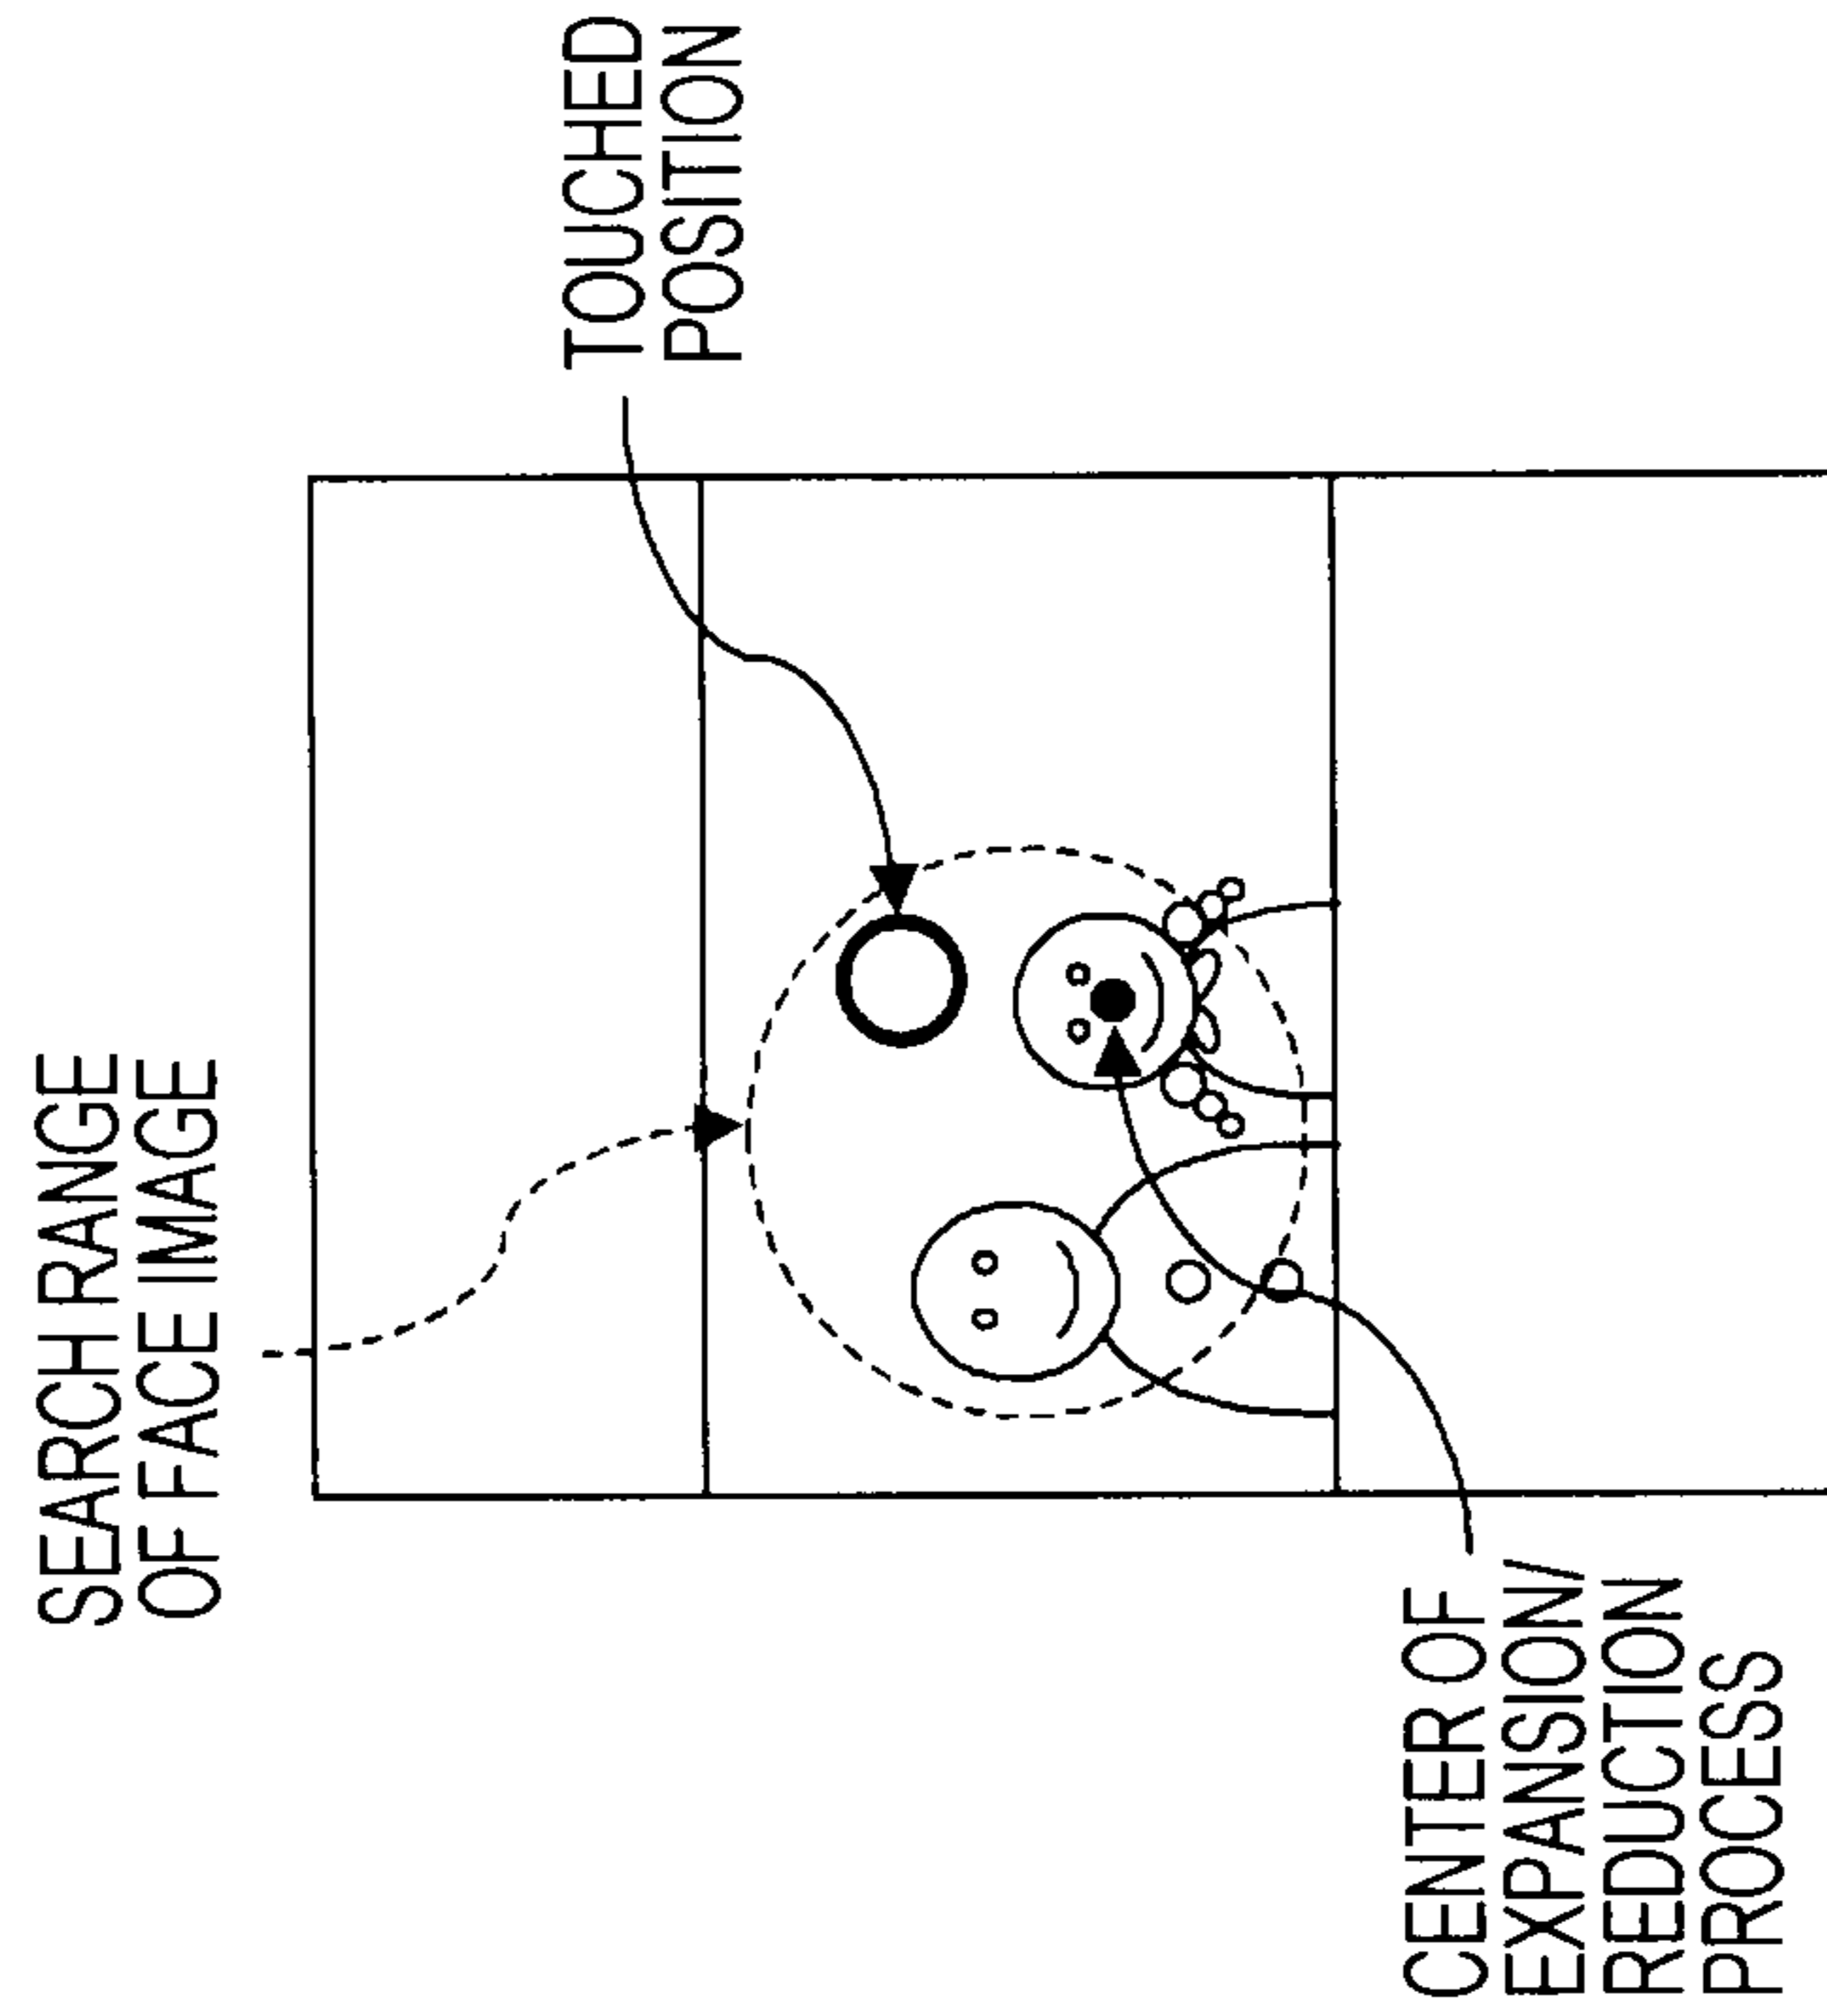 SEARCH RANGE
OF FACE IMAGE
TOUCHED
POSITION
CENTER OF
EXPANSION/
REDUCTION
PROCESS